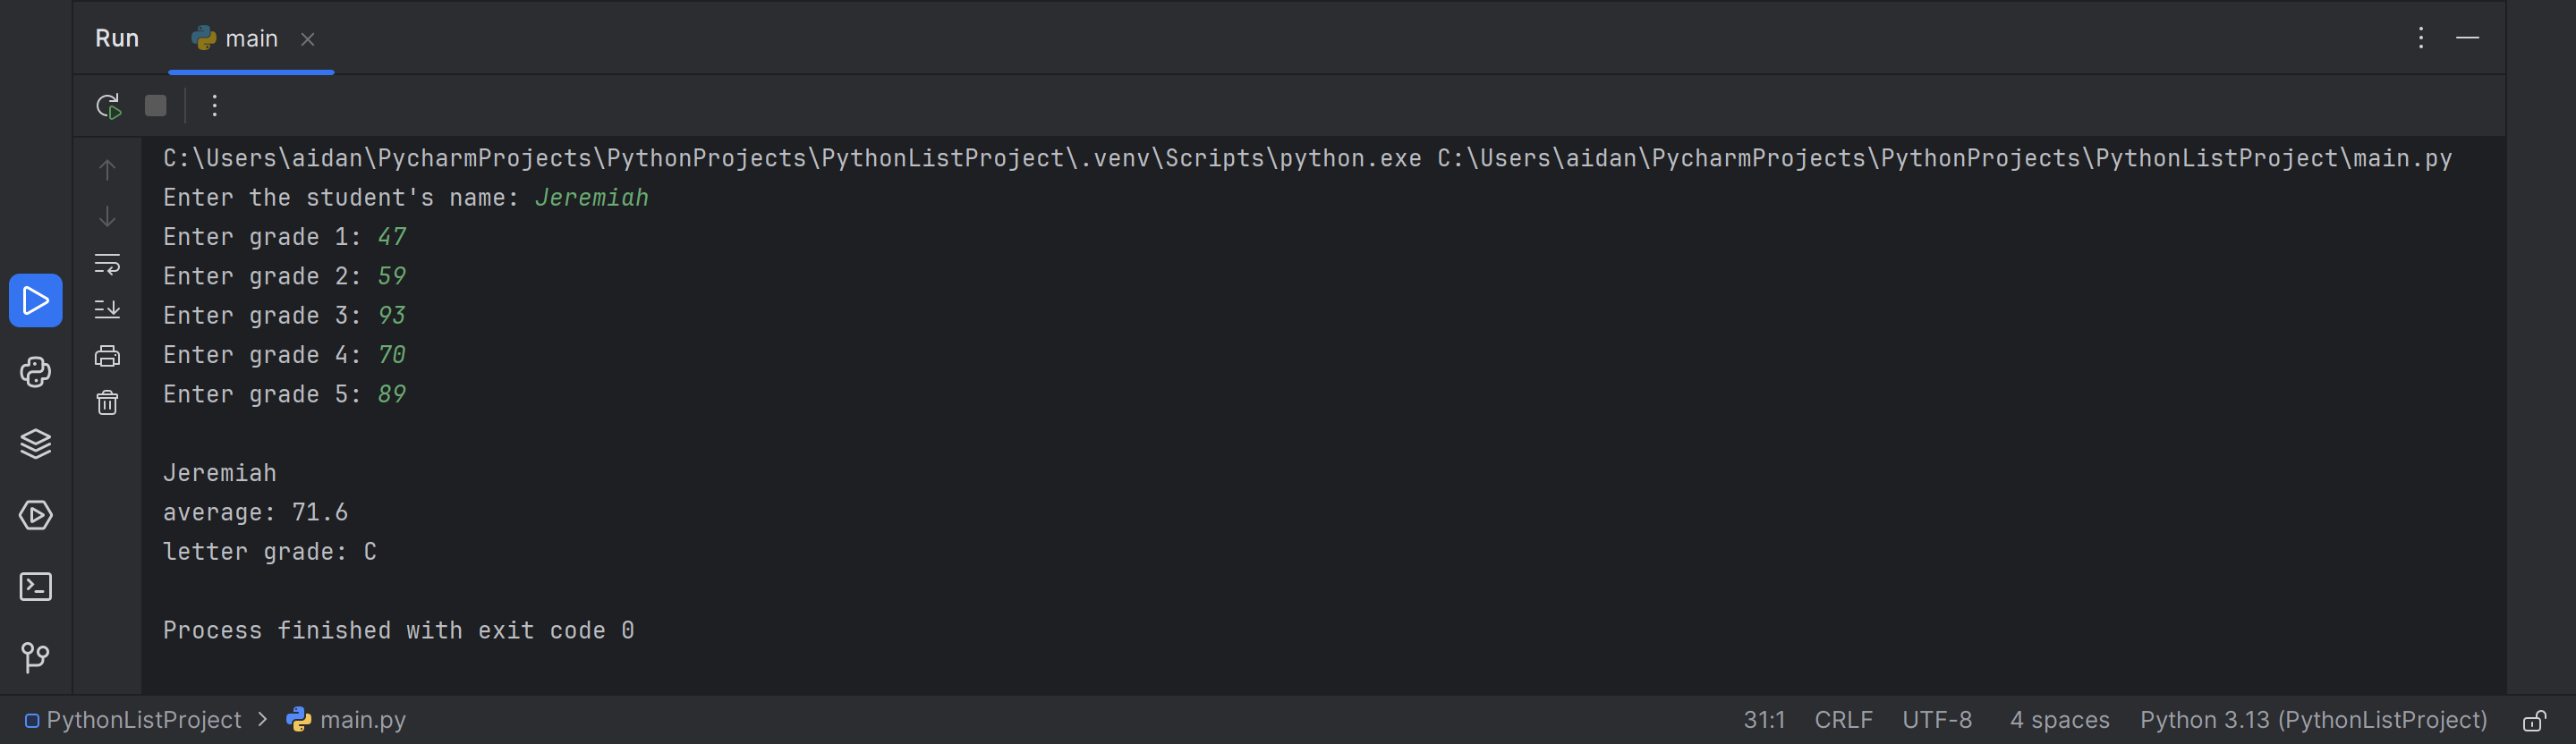 Run main
C:\Users\aidan\PycharmProjects\PythonProjects\PythonListProject\.venv\Scripts\python.exe C:\Users\aidan\PycharmProjects\PythonProjects\PythonListProject\main.py
Enter the student's name: Jeremiah
Enter grade 1: 47
Enter grade 2: 59
Enter grade 3: 93
Enter grade 4: 70
Enter grade 5: 89
Jeremiah
average: 71.6
letter grade: C
Process finished with exit code 0
PythonListProject > main.py 31:1 CRLF UTF-8 4 spaces Python 3.13 (PythonListProject)